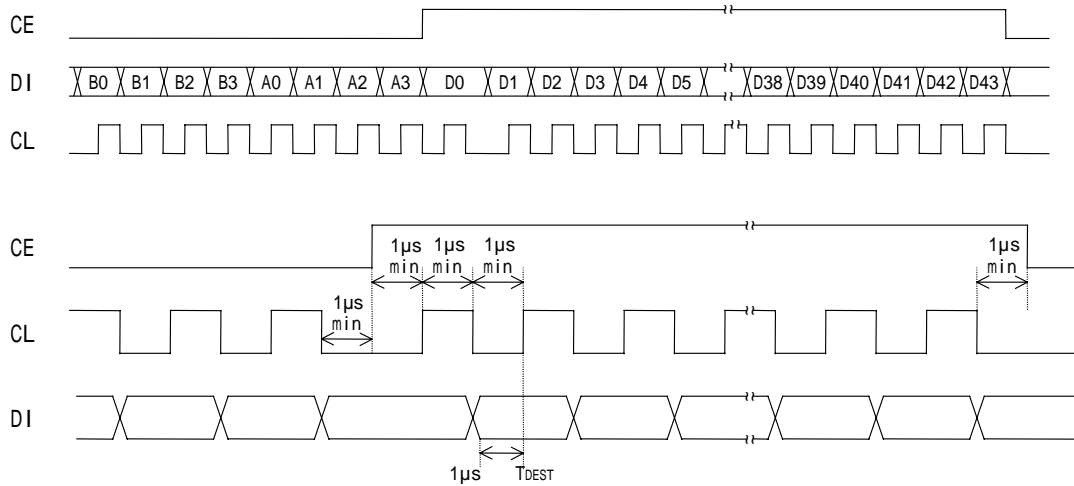 CE
DI B0 B1 B2 B3 A0 A1 A2 A3 D0 D1 D2 D3 D4 D5 D38 D39 D40 D41 D42 D43
CL
CE
1µs min 1µs min 1µs min 1µs min
1µs min
CL
DI
1µs TDEST